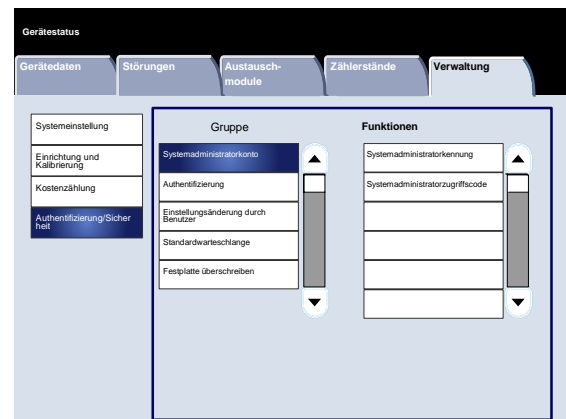 Gerätestatus
Gerätedaten
Störungen
Austausch-
module
Zählerstände
Verwaltung
Systemeinstellung
Einrichtung und
Kalibrierung
Kostenzählung
Authentifizierung/Sicher
heit
Gruppe
Systemadministratorkonto
Authentifizierung
Einstellungsänderung durch
Benutzer
Standardwarteschlange
Festplatte überschreiben
Funktionen
Systemadministratorkennung
Systemadministratorzugriffscode